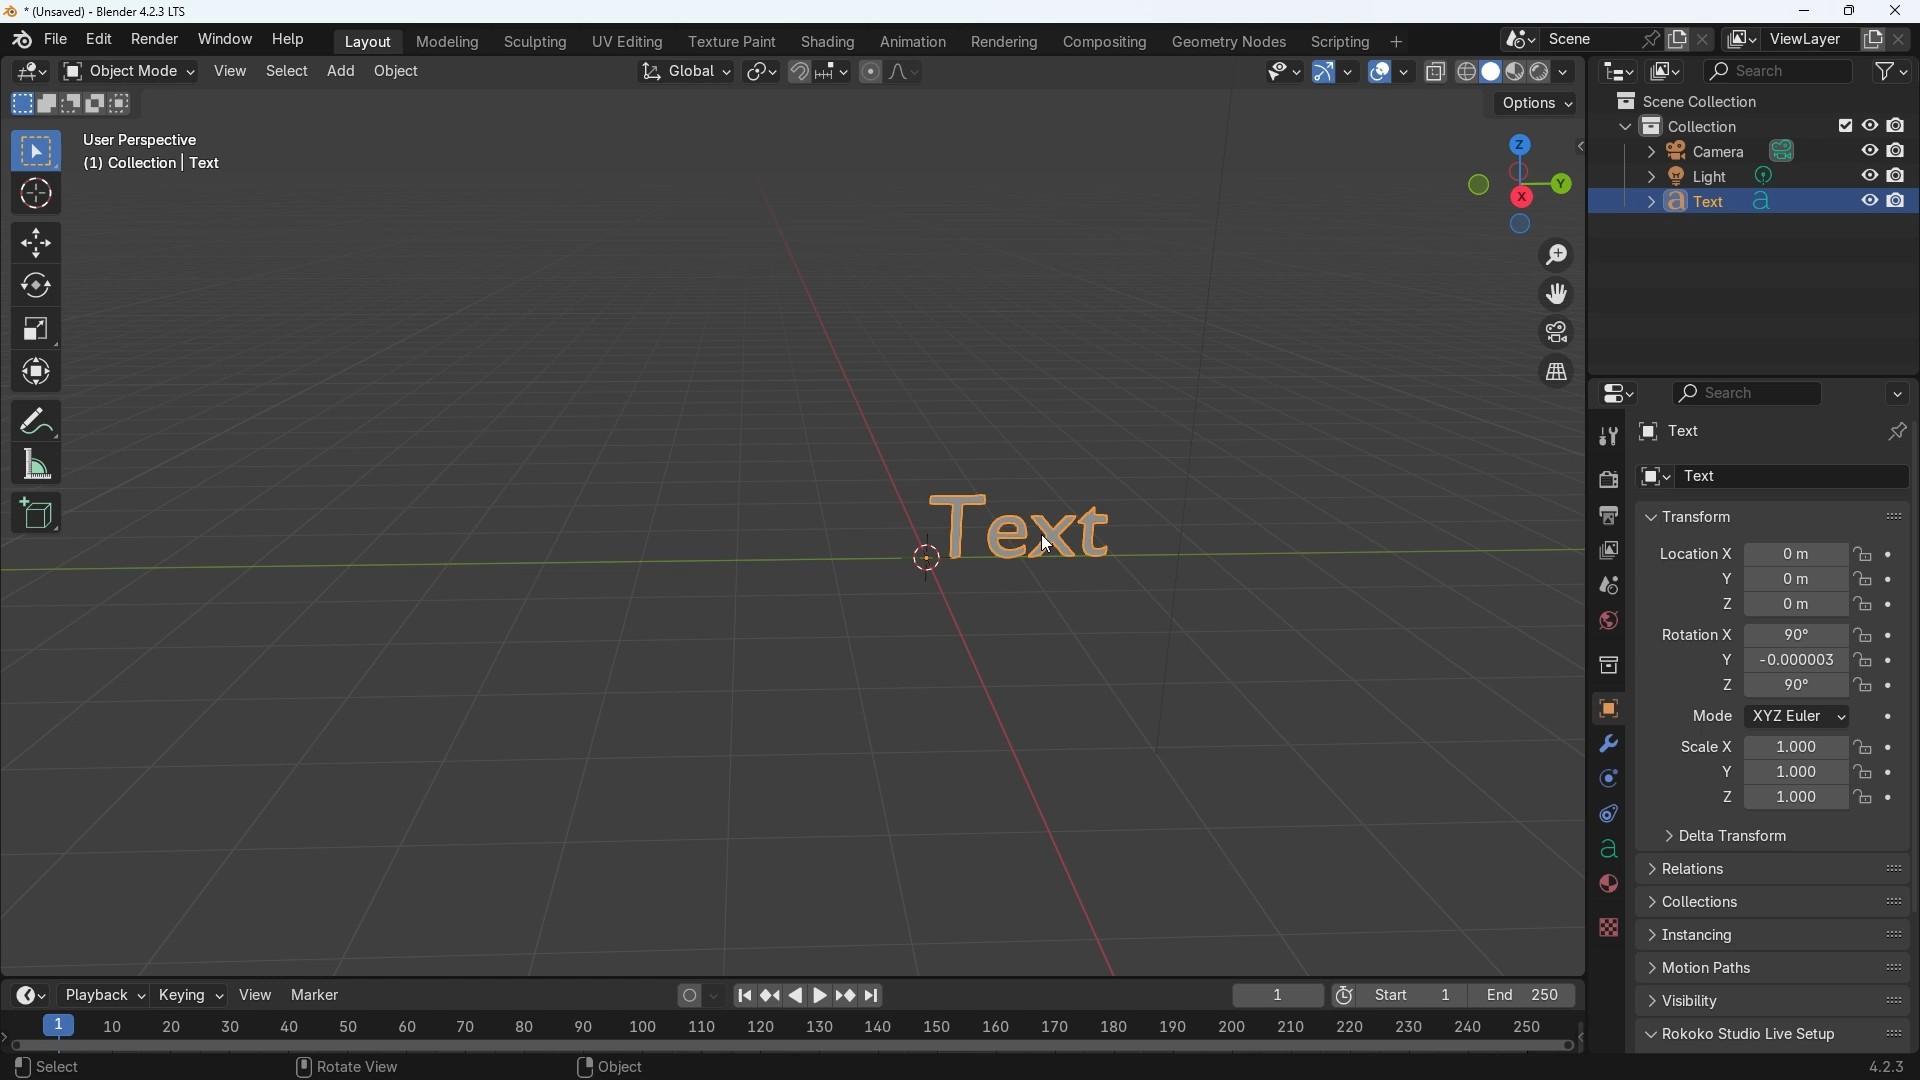 * (Unsaved) - Blender 4.2.3 LTS
File Edit Render Window Help Layout Modeling Sculpting UV Editing Texture Paint Shading Animation Rendering Compositing Geometry Nodes Scripting + Scene ViewLayer
Object Mode View Select Add Object Global Search
Options
User Perspective
(1) Collection | Text
Z
Y
X
Text
Scene Collection
Collection
Camera
Light
Text
Search
Text
Text
Transform
Location X 0 m
Y 0 m
Z 0 m
Rotation X 90°
Y -0.000003
Z 90°
Mode XYZ Euler
Scale X 1.000
Y 1.000
Z 1.000
Delta Transform
Relations
Collections
Instancing
Motion Paths
Visibility
Rokoko Studio Live Setup
Playback Keying View Marker 1 Start 1 End 250
1 10 20 30 40 50 60 70 80 90 100 110 120 130 140 150 160 170 180 190 200 210 220 230 240 250
Select Rotate View Object 4.2.3